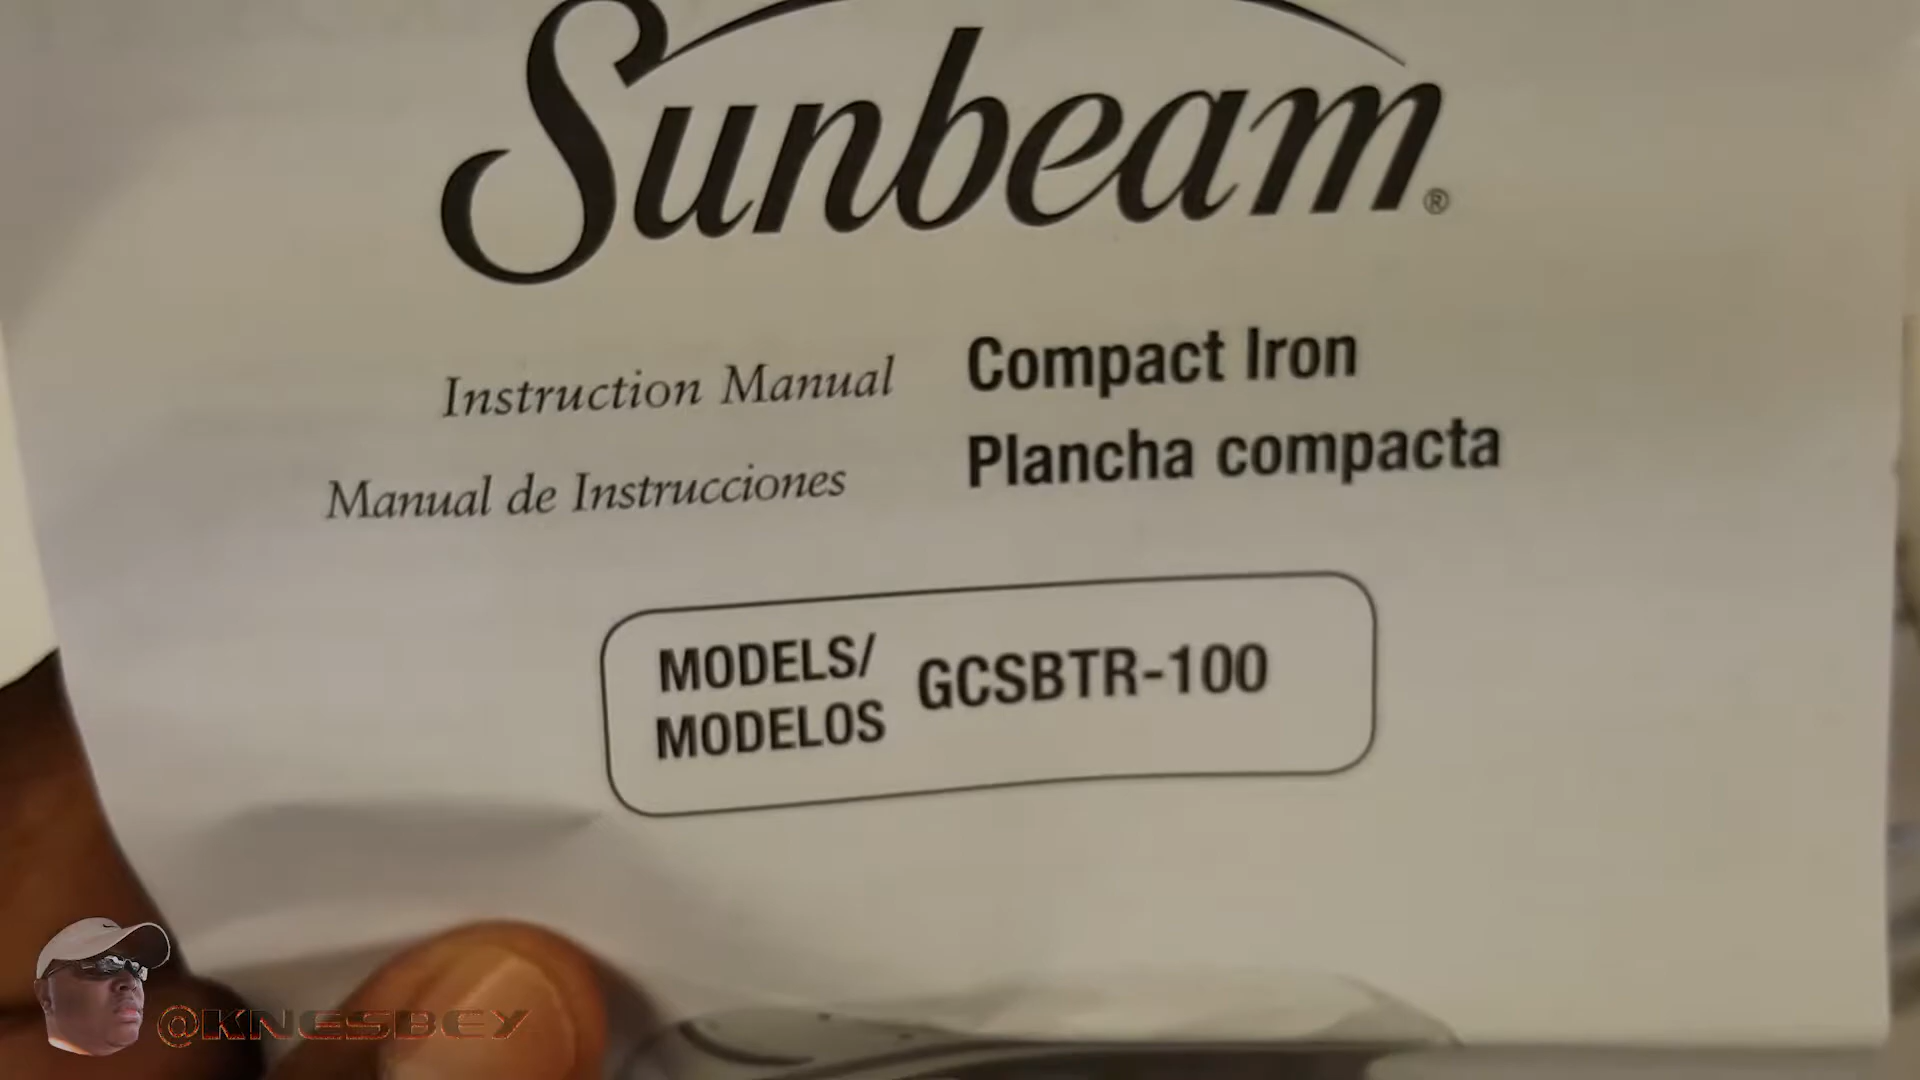 Sunbeam®
Instruction Manual Compact Iron
Manual de Instrucciones Plancha compacta
MODELS/ GCSBTR-100
MODELOS
@KNESBEY